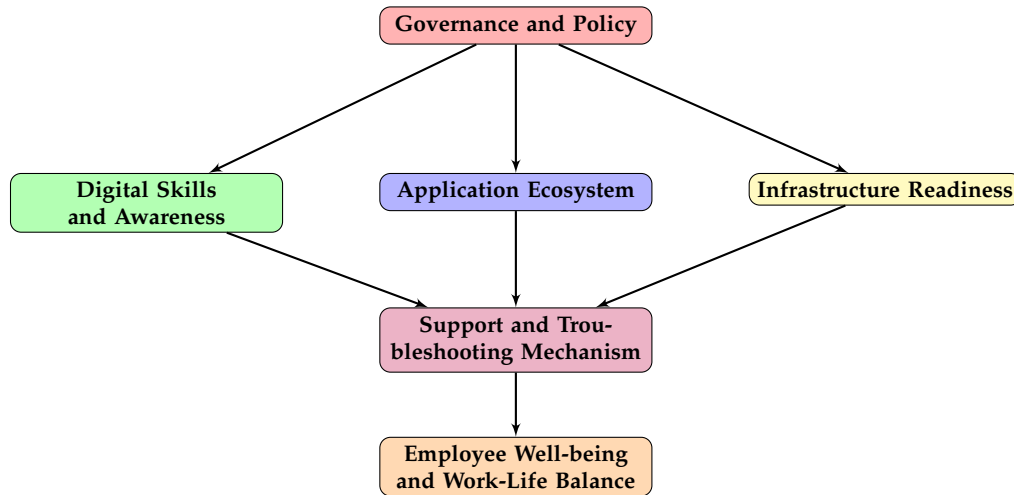 Governance and Policy
Digital Skills
and Awareness
Application Ecosystem
Infrastructure Readiness
Support and Trou-
bleshooting Mechanism
Employee Well-being
and Work-Life Balance